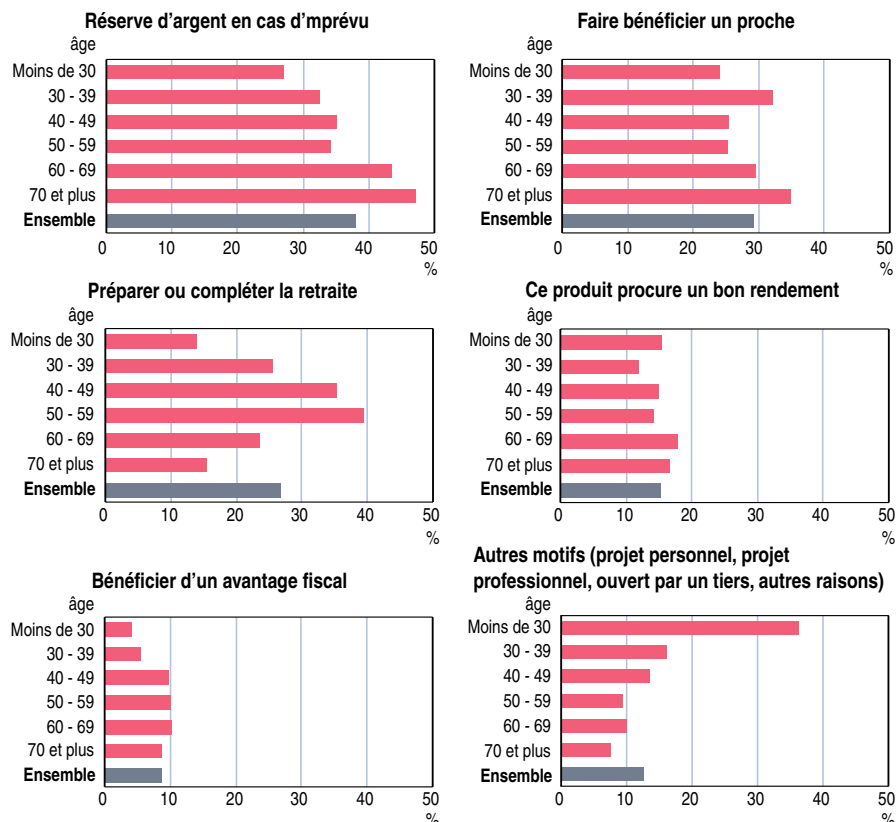 Réserve d'argent en cas d'mprévu
âge
Moins de 30
30 - 39
40 - 49
50 - 59
60 - 69
70 et plus
Ensemble
0 10 20 30 40 50
%
Faire bénéficier un proche
âge
Moins de 30
30 - 39
40 - 49
50 - 59
60 - 69
70 et plus
Ensemble
0 10 20 30 40 50
%
Préparer ou compléter la retraite
âge
Moins de 30
30 - 39
40 - 49
50 - 59
60 - 69
70 et plus
Ensemble
0 10 20 30 40 50
%
Ce produit procure un bon rendement
âge
Moins de 30
30 - 39
40 - 49
50 - 59
60 - 69
70 et plus
Ensemble
0 10 20 30 40 50
%
Bénéficier d'un avantage fiscal
âge
Moins de 30
30 - 39
40 - 49
50 - 59
60 - 69
70 et plus
Ensemble
0 10 20 30 40 50
%
Autres motifs (projet personnel, projet
professionnel, ouvert par un tiers, autres raisons)
âge
Moins de 30
30 - 39
40 - 49
50 - 59
60 - 69
70 et plus
Ensemble
0 10 20 30 40 50
%